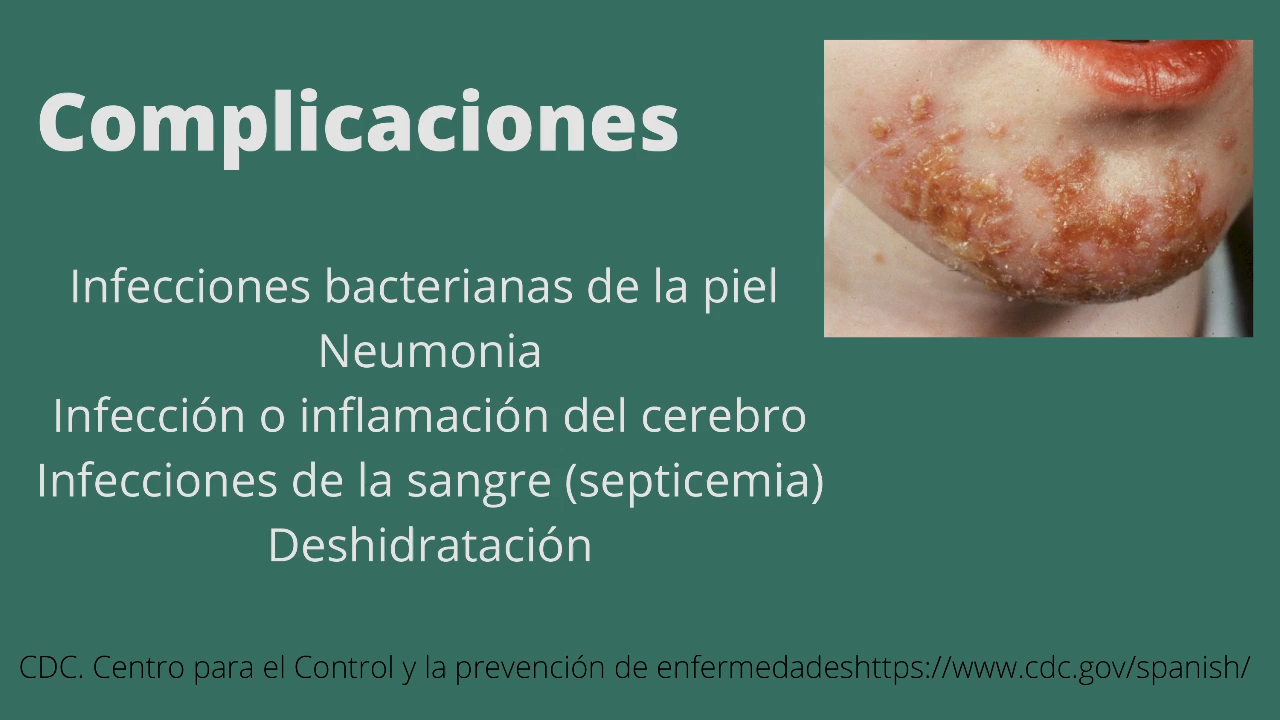 Complicaciones
Infecciones bacterianas de la piel
Neumonia
Infección o inflamación del cerebro
Infecciones de la sangre (septicemia)
Deshidratación
CDC. Centro para el Control y la prevención de enfermedadeshttps://www.cdc.gov/spanish/